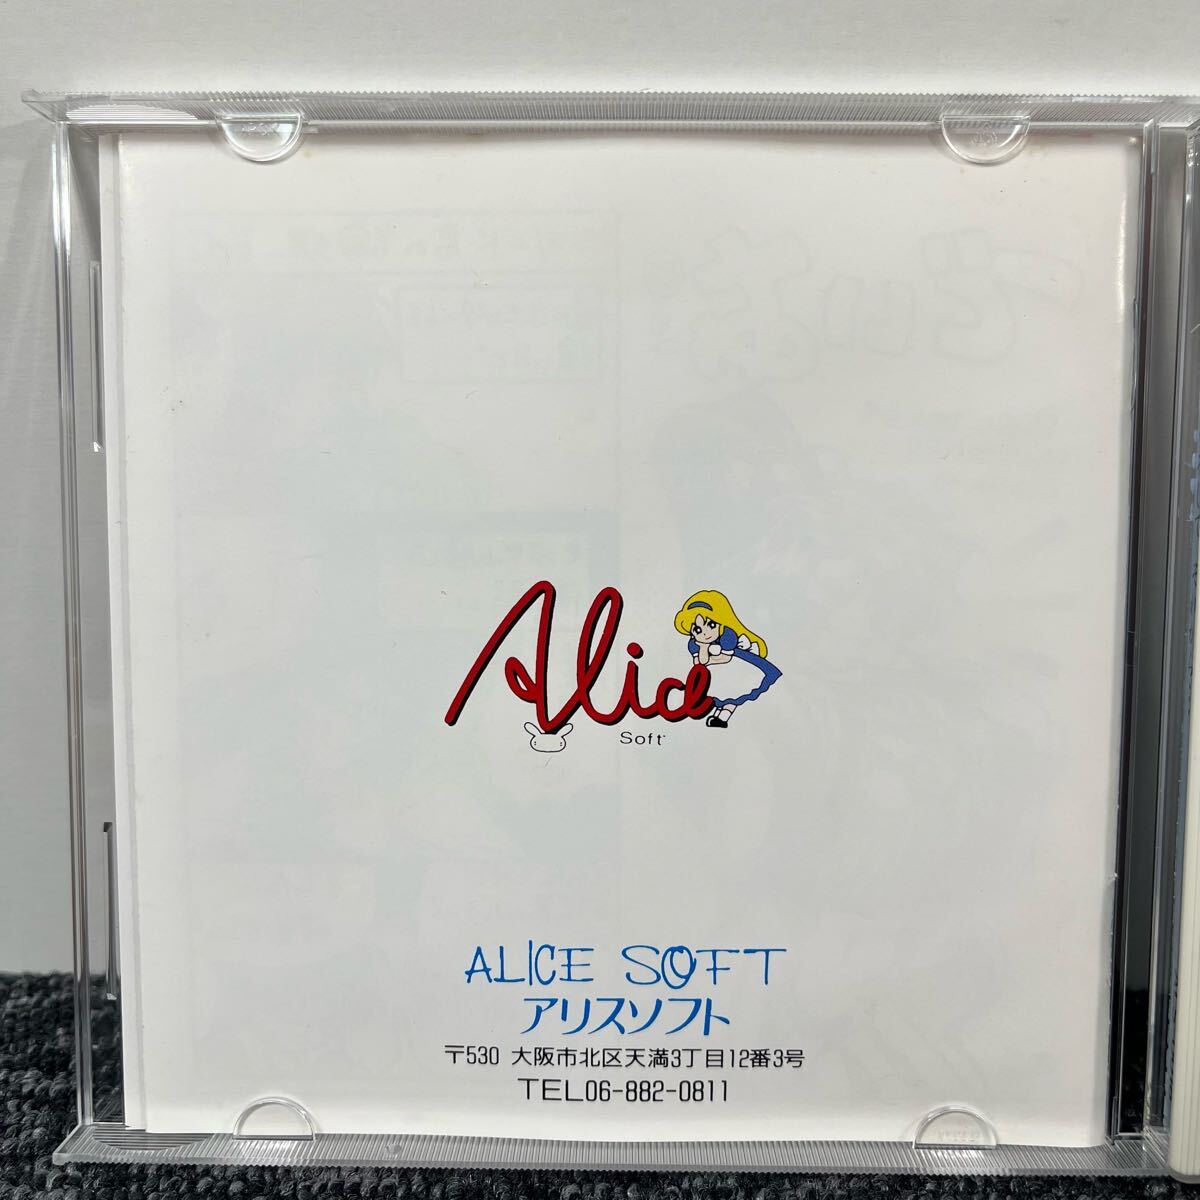 Alice
Soft
ALICE SOFT
アリスソフト
〒530 大阪市北区天満3丁目12番3号
TEL06-882-0811